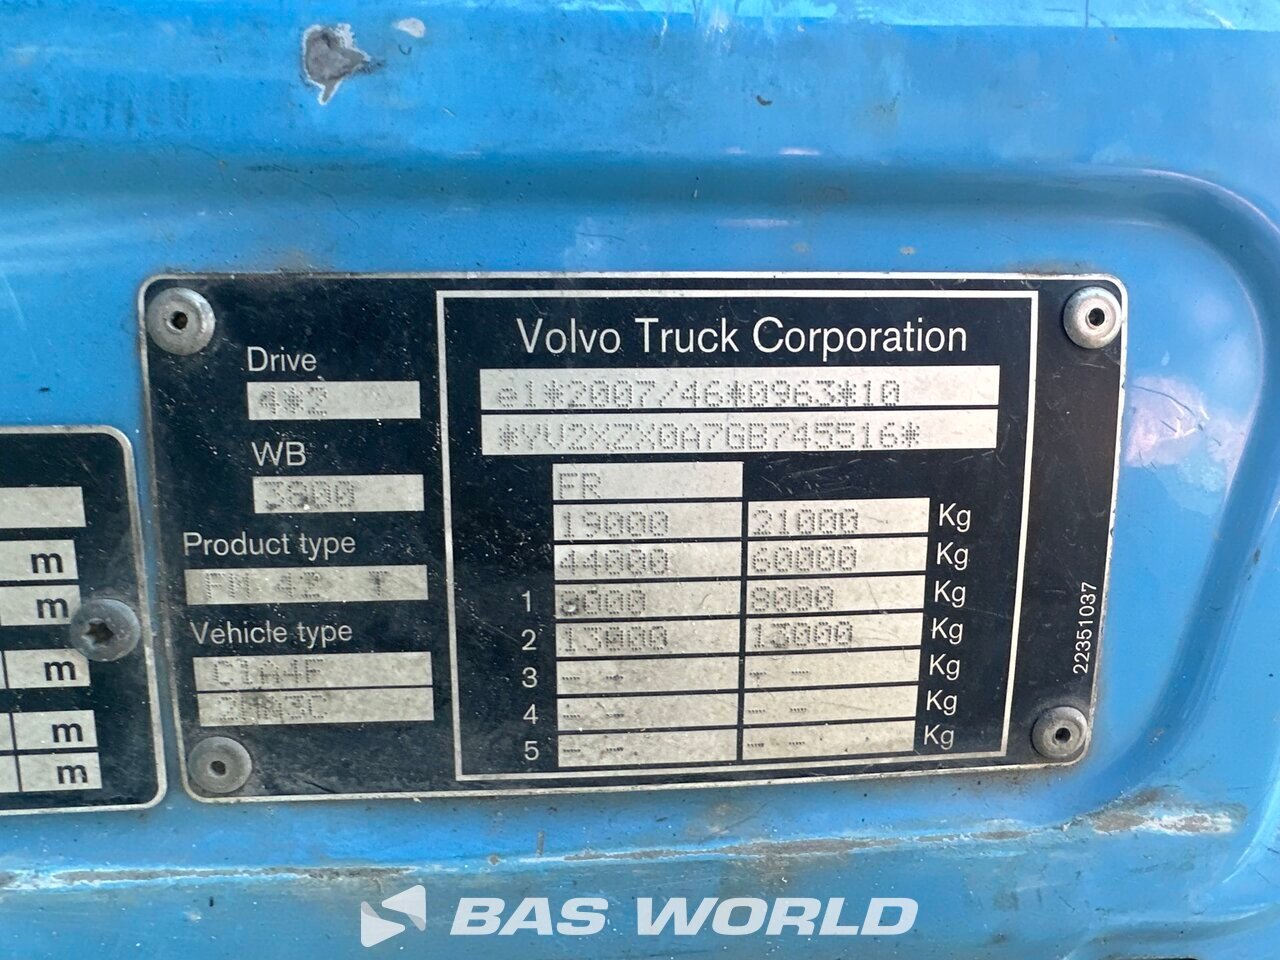 Volvo Truck Corporation
e1*2007/46*0963*10
*YV2XZX0A7GB745516*
FR
19000 21000 Kg
44000 60000 Kg
1 8000 8000 Kg
2 13000 13000 Kg
3 -- -- Kg
4 -- -- Kg
5 -- -- Kg
Drive
4*2
WB
3800
Product type
FM 42 T
Vehicle type
C1A4F
22351037
m
m
m
m
m
BAS WORLD